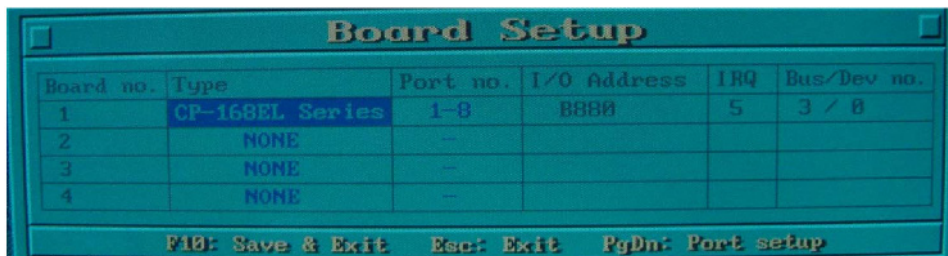 Board Setup
Board no. Type Port no. I/O Address IRQ Bus/Dev no.
1 CP-168EL Series 1-8 B880 5 3 / 0
2 NONE -
3 NONE -
4 NONE -
F10: Save & Exit Esc: Exit PgDn: Port setup